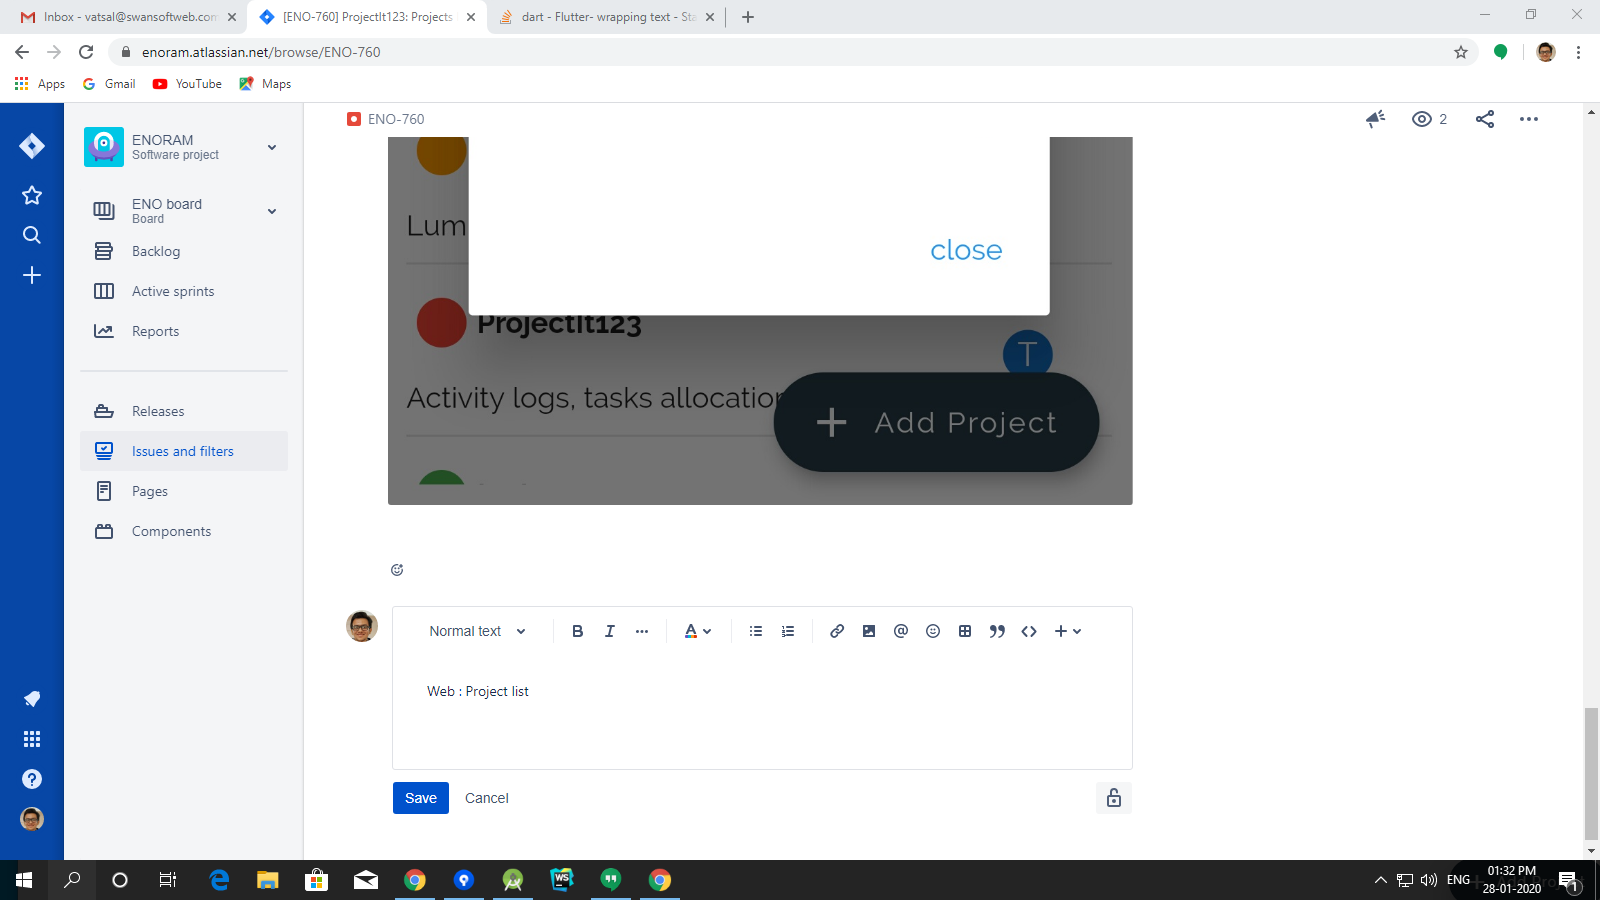 Inbox - vatsal@swansoftweb.com
[ENO-760] ProjectIt123: Projects
dart - Flutter- wrapping text - Sta
enoram.atlassian.net/browse/ENO-760
Apps
Gmail
YouTube
Maps
ENORAM
Software project
ENO board
Board
Backlog
Active sprints
Reports
Releases
Issues and filters
Pages
Components
ENO-760
2
Lum
close
ProjectIt123
T
Activity logs, tasks allocation
+ Add Project
Normal text
B I ... A
Web : Project list
Save
Cancel
WS
ENG
01:32 PM
28-01-2020
1